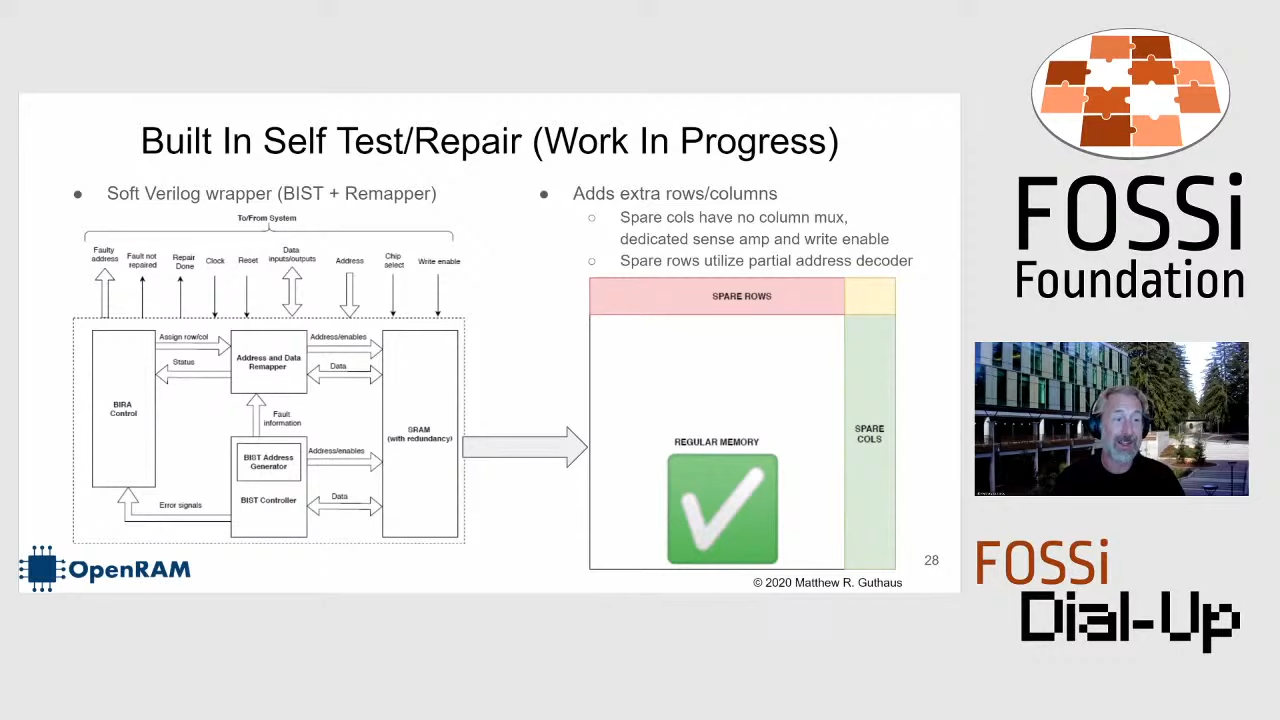 Built In Self Test/Repair (Work In Progress)
● Soft Verilog wrapper (BIST + Remapper)
To/From System
Faulty
address
Fault not
repaired
Repair
Done
Clock
Reset
Data
inputs/outputs
Address
Chip
select
Write enable
Assign row/col
Status
Address and Data
Remapper
Address/enables
Data
BIRA
Control
Fault
information
SRAM
(with redundancy)
BIST Address
Generator
BIST Controller
Address/enables
Data
Error signals
● Adds extra rows/columns
○ Spare cols have no column mux,
dedicated sense amp and write enable
○ Spare rows utilize partial address decoder
SPARE ROWS
REGULAR MEMORY
SPARE
COLS
OpenRAM
28
© 2020 Matthew R. Guthaus
FOSSi
Foundation
FOSSi
Dial-Up